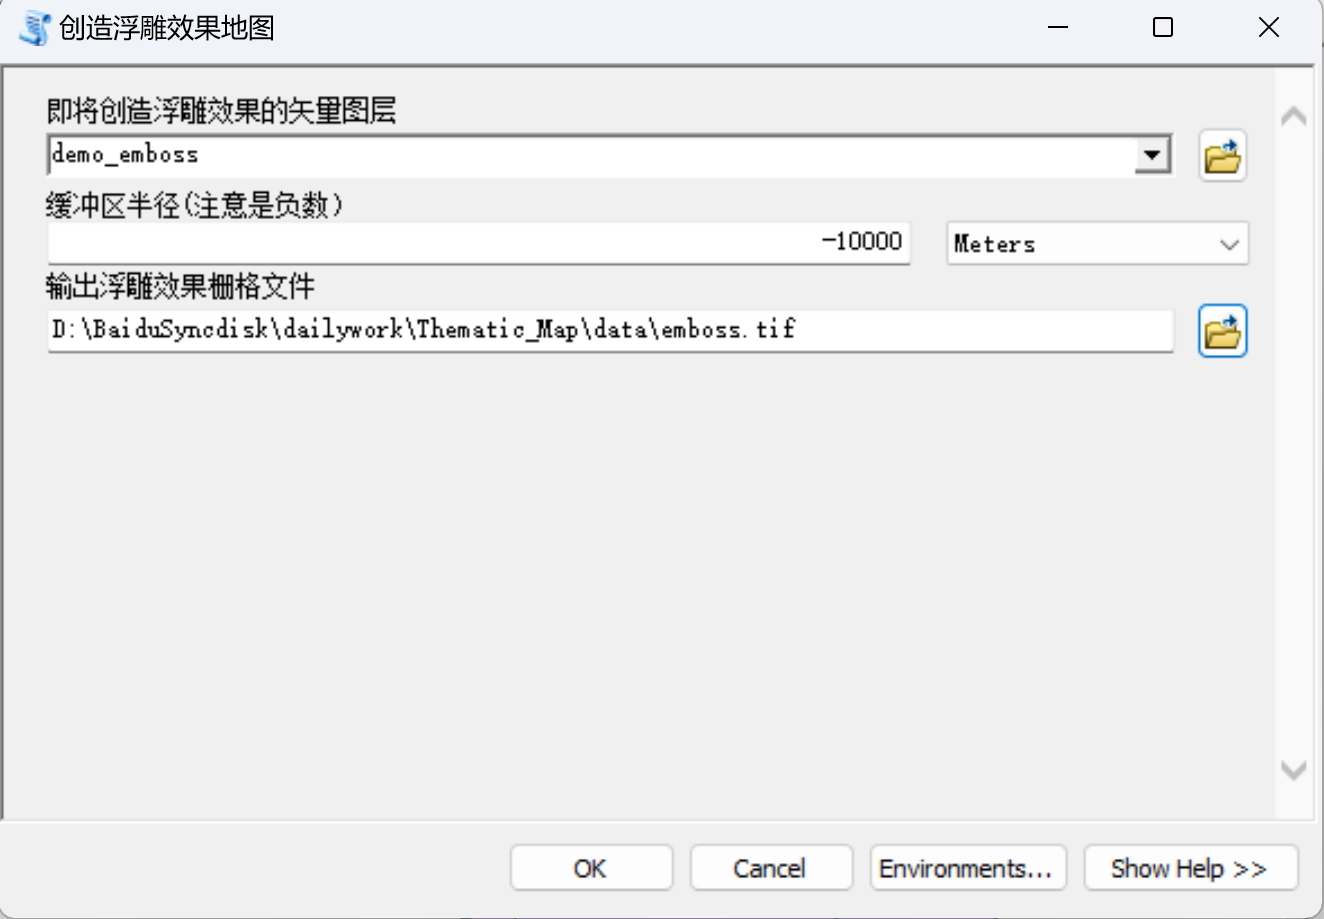 创造浮雕效果地图
即将创造浮雕效果的矢量图层
demo_emboss
缓冲区半径(注意是负数）
-10000 Meters
输出浮雕效果栅格文件
D:\BaiduSyncdisk\dailywork\Thematic_Map\data\emboss.tif
OK Cancel Environments... Show Help >>